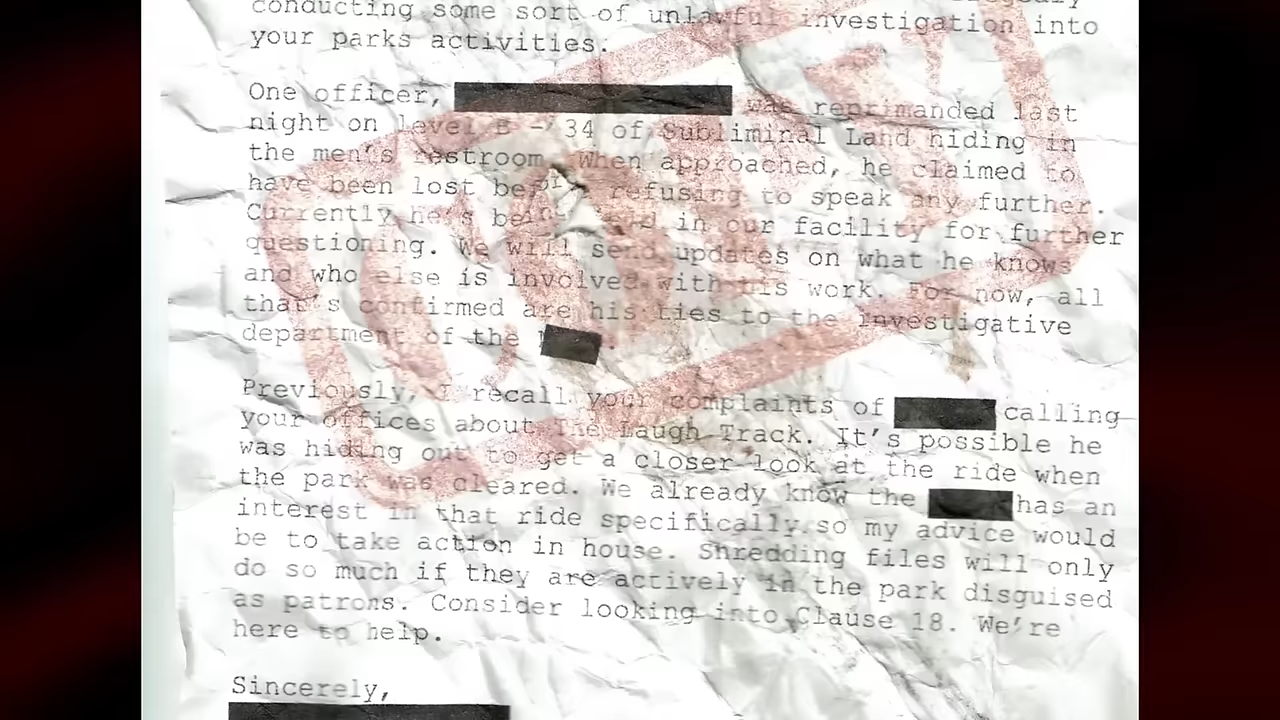 conducting some sort of unlawful investigation into
your parks activities.
One officer, was reprimanded last
night on level B - 34 of Subliminal Land hiding in
the men's restroom. When approached, he claimed to
have been lost before refusing to speak any further.
Currently he's being held in our facility for further
questioning. We will send updates on what he knows
and who else is involved with his work. For now, all
that's confirmed are his ties to the investigative
department of the
Previously, I recall your complaints of calling
your offices about The Laugh Track. It's possible he
was hiding out to get a closer look at the ride when
the park was cleared. We already know the has an
interest in that ride specifically so my advice would
be to take action in house. Shredding files will only
do so much if they are actively in the park disguised
as patrons. Consider looking into Clause 18. We're
here to help.
Sincerely,